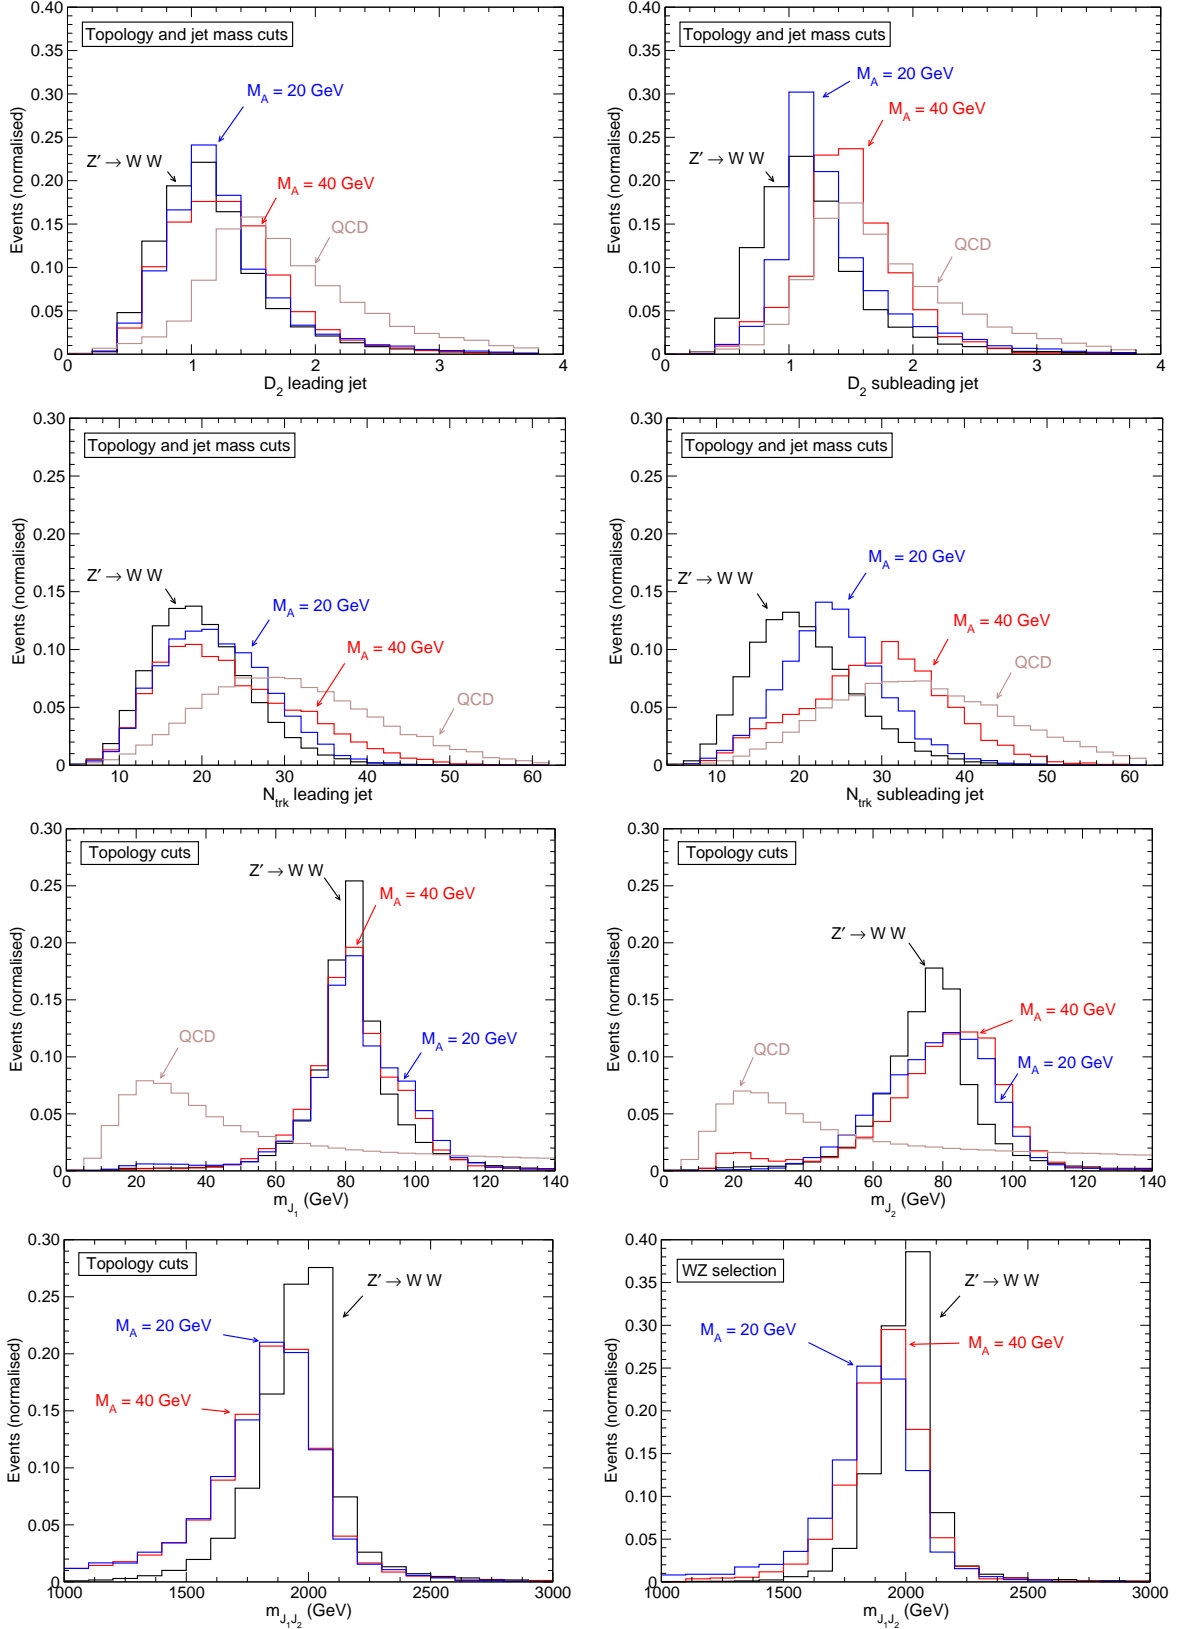 Topology and jet mass cuts
0.40
0.35
0.30
0.25
0.20
0.15
0.10
0.05
0
Events (normalised)
M_A = 20 GeV
Z′ → W W
M_A = 40 GeV
QCD
0 1 2 3 4
D_2 leading jet
Topology and jet mass cuts
0.40
0.35
0.30
0.25
0.20
0.15
0.10
0.05
0
Events (normalised)
M_A = 20 GeV
M_A = 40 GeV
Z′ → W W
QCD
0 1 2 3 4
D_2 subleading jet
Topology and jet mass cuts
0.30
0.25
0.20
0.15
0.10
0.05
0
Events (normalised)
Z′ → W W
M_A = 20 GeV
M_A = 40 GeV
QCD
10 20 30 40 50 60
N_trk leading jet
Topology and jet mass cuts
0.30
0.25
0.20
0.15
0.10
0.05
0
Events (normalised)
Z′ → W W
M_A = 20 GeV
M_A = 40 GeV
QCD
10 20 30 40 50 60
N_trk subleading jet
Topology cuts
0.30
0.25
0.20
0.15
0.10
0.05
0
Events (normalised)
Z′ → W W
M_A = 40 GeV
QCD
M_A = 20 GeV
0 20 40 60 80 100 120 140
m_J_1 (GeV)
Topology cuts
0.30
0.25
0.20
0.15
0.10
0.05
0
Events (normalised)
Z′ → W W
M_A = 40 GeV
QCD
M_A = 20 GeV
0 20 40 60 80 100 120 140
m_J_2 (GeV)
Topology cuts
0.30
0.25
0.20
0.15
0.10
0.05
0
Events (normalised)
Z′ → W W
M_A = 20 GeV
M_A = 40 GeV
1000 1500 2000 2500 3000
m_J_1J_2 (GeV)
WZ selection
0.40
0.35
0.30
0.25
0.20
0.15
0.10
0.05
0
Events (normalised)
Z′ → W W
M_A = 20 GeV
M_A = 40 GeV
1000 1500 2000 2500 3000
m_J_1J_2 (GeV)